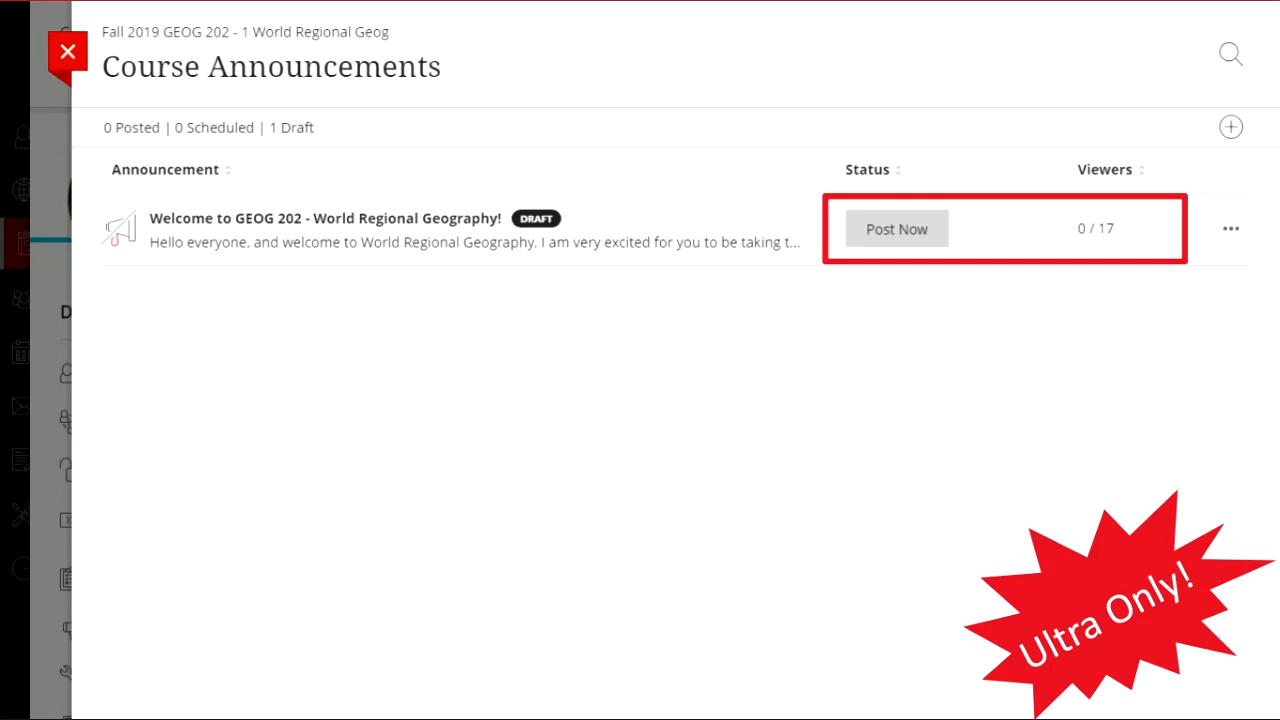 Fall 2019 GEOG 202 - 1 World Regional Geog
Course Announcements
0 Posted | 0 Scheduled | 1 Draft
Announcement Status Viewers
Welcome to GEOG 202 - World Regional Geography! DRAFT
Hello everyone, and welcome to World Regional Geography. I am very excited for you to be taking t...
Post Now 0 / 17
D
Ultra Only!